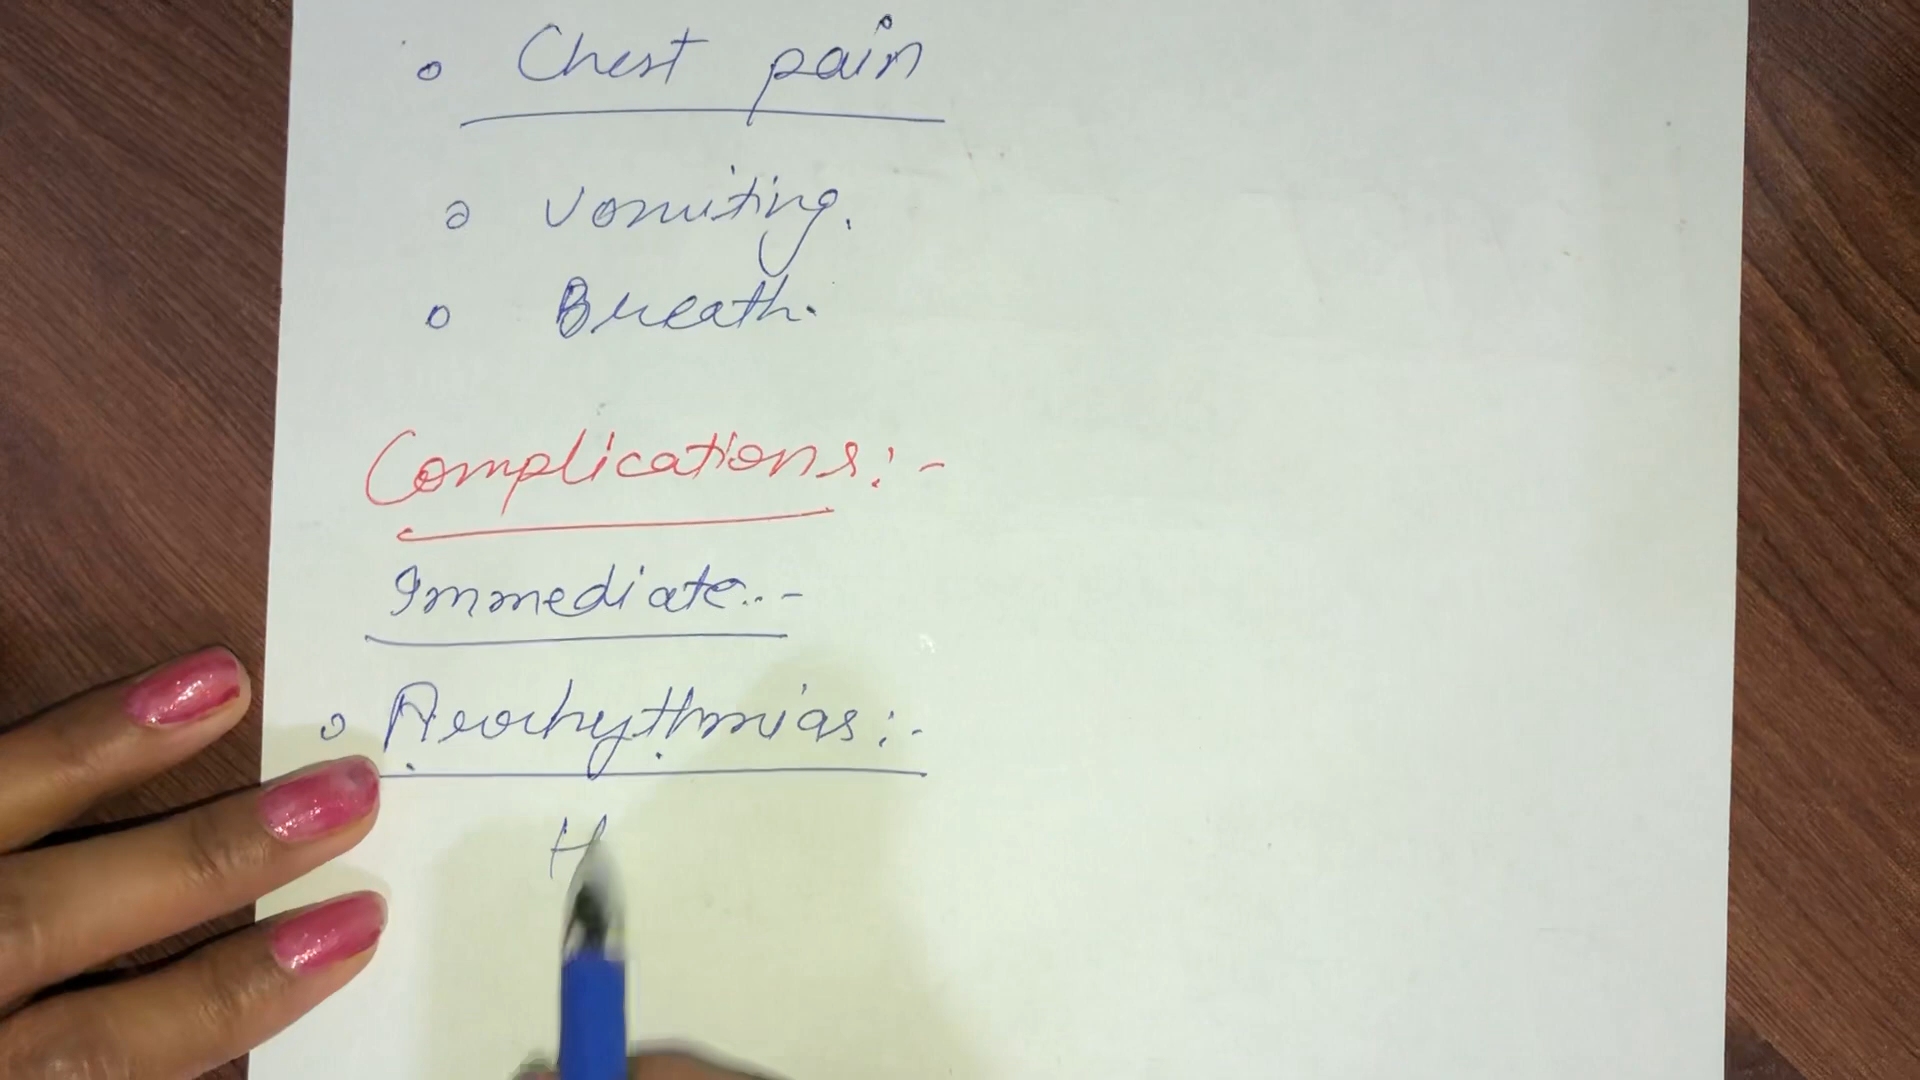 Chest pain
Vomiting.
Breath.
Complications:-
Immediate..-
Arrhythmias:-
H